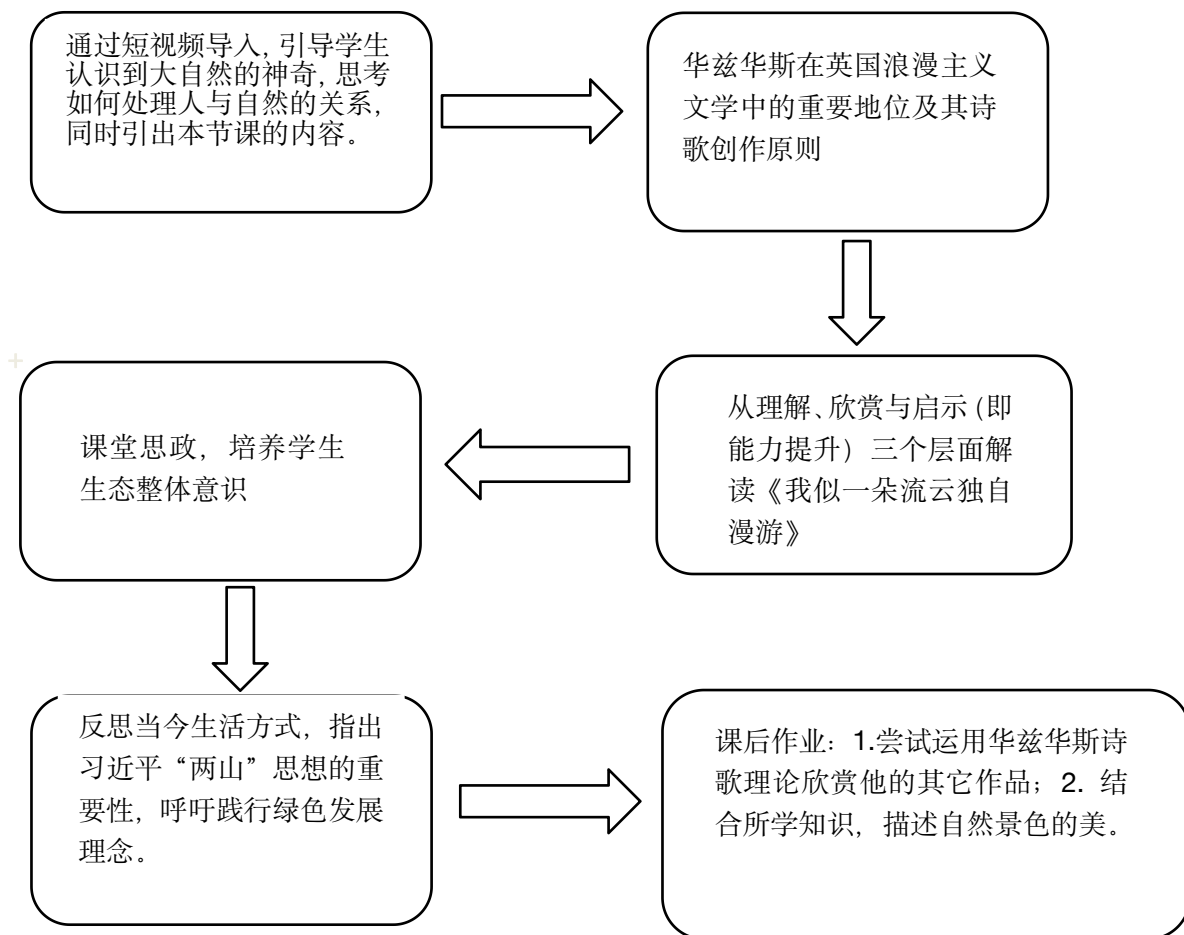 通过短视频导入, 引导学生
认识到大自然的神奇, 思考
如何处理人与自然的关系,
同时引出本节课的内容。
华兹华斯在英国浪漫主义
文学中的重要地位及其诗
歌创作原则
从理解、欣赏与启示（即
能力提升）三个层面解
读《我似一朵流云独自
漫游》
课堂思政，培养学生
生态整体意识
反思当今生活方式，指出
习近平“两山”思想的重
要性，呼吁践行绿色发展
理念。
课后作业：1.尝试运用华兹华斯诗
歌理论欣赏他的其它作品；2. 结
合所学知识，描述自然景色的美。